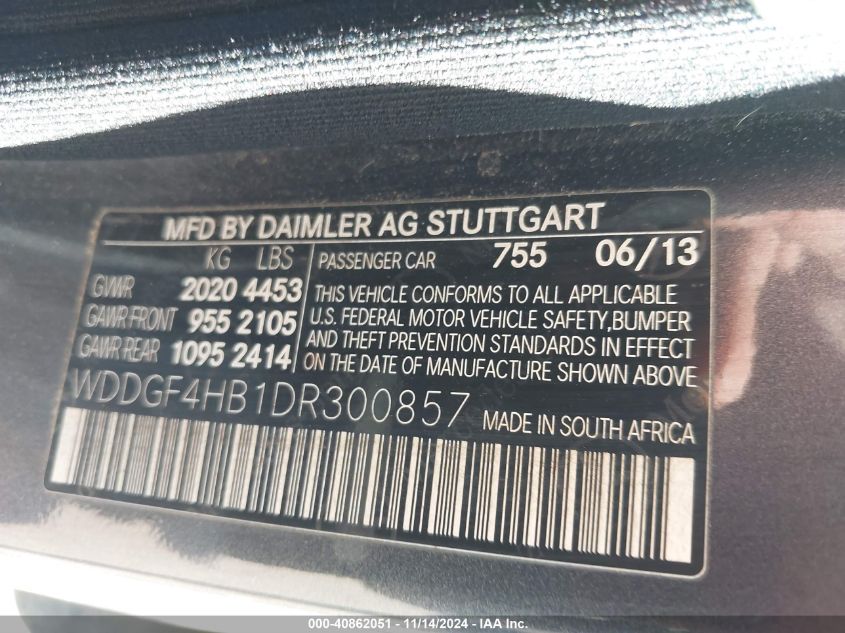 MFD BY DAIMLER AG STUTTGART
KG LBS
GVWR 2020 4453
GAWR-FRONT 955 2105
GAWR-REAR 1095 2414
PASSENGER CAR 755 06/13
THIS VEHICLE CONFORMS TO ALL APPLICABLE
U.S. FEDERAL MOTOR VEHICLE SAFETY,BUMPER
AND THEFT PREVENTION STANDARDS IN EFFECT
ON THE DATE OF MANUFACTURE SHOWN ABOVE
WDDGF4HB1DR300857 MADE IN SOUTH AFRICA
000-40862051 - 11/14/2024 - IAA Inc.